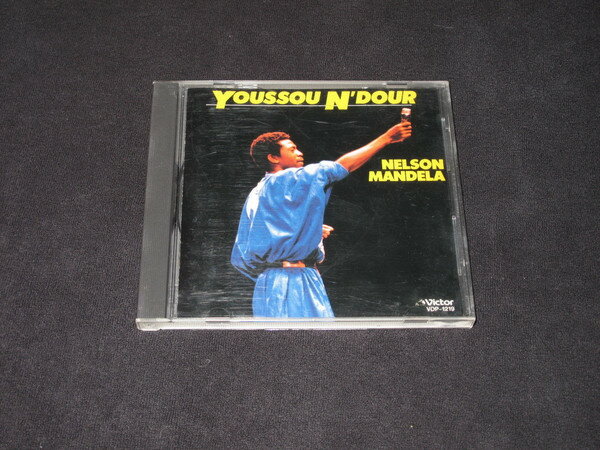 YOUSSOU N'DOUR
NELSON
MANDELA
Victor
VDP-1219